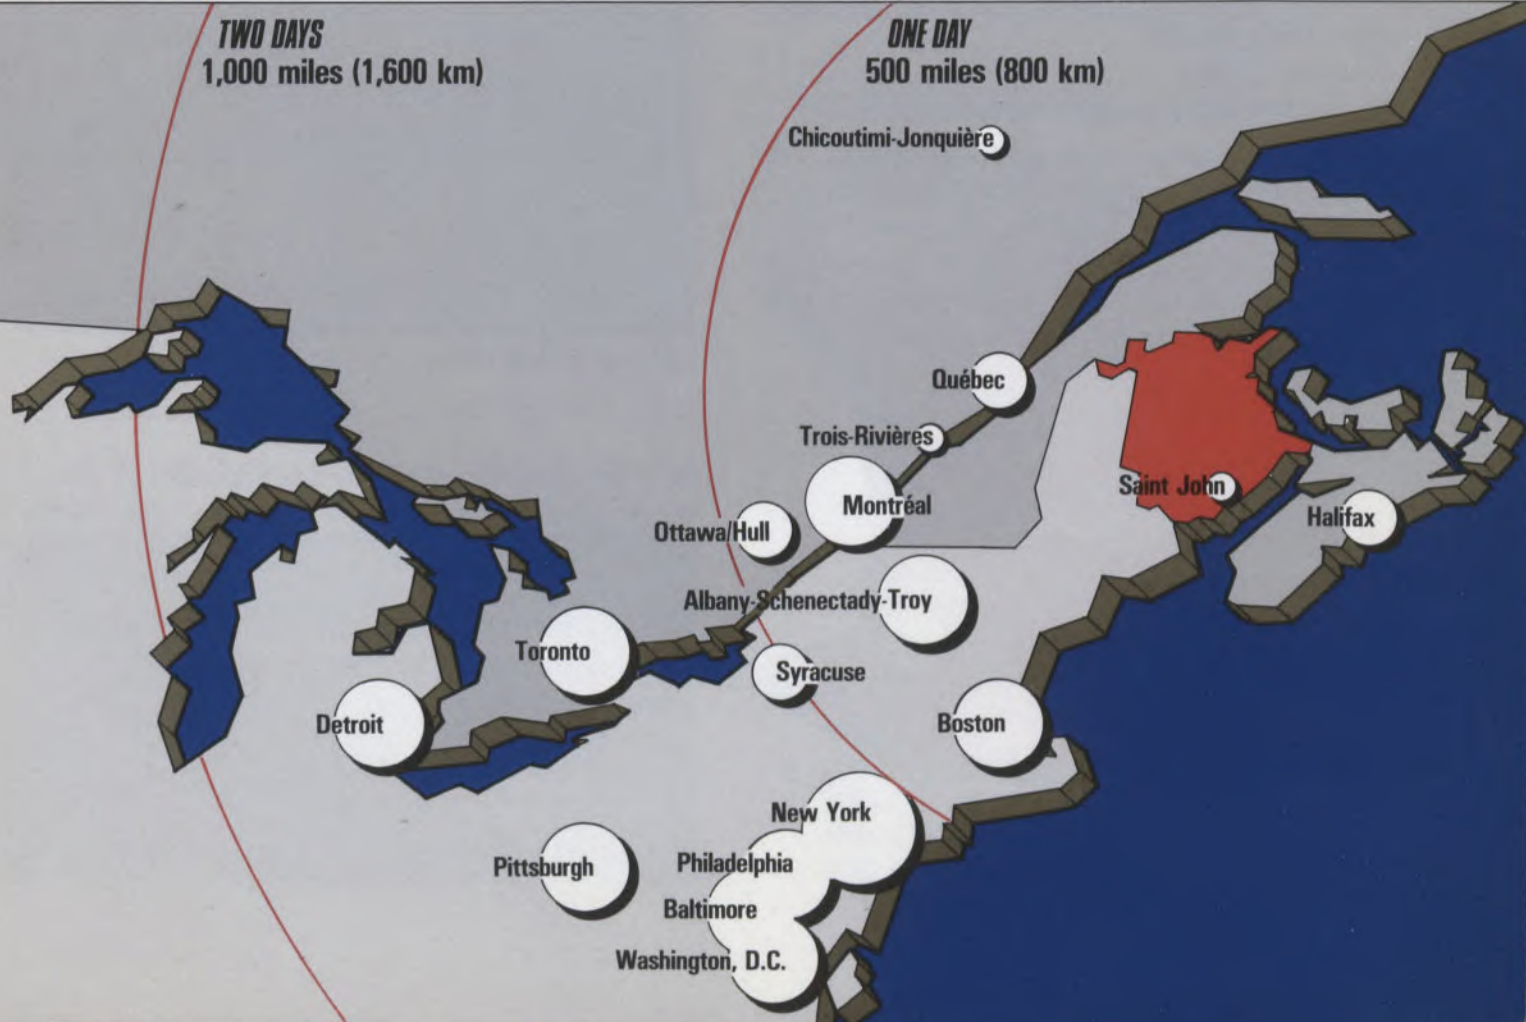 TWO DAYS
1,000 miles (1,600 km)
ONE DAY
500 miles (800 km)
Chicoutimi-Jonquière
Québec
Trois-Rivières
Montréal
Saint John
Halifax
Ottawa/Hull
Albany-Schenectady-Troy
Toronto
Syracuse
Detroit
Boston
New York
Pittsburgh
Philadelphia
Baltimore
Washington, D.C.